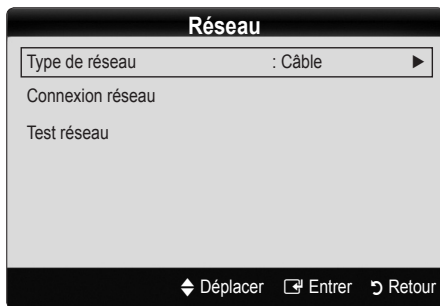 Réseau
Type de réseau : Câble ►
Connexion réseau
Test réseau
Déplacer Entrer Retour